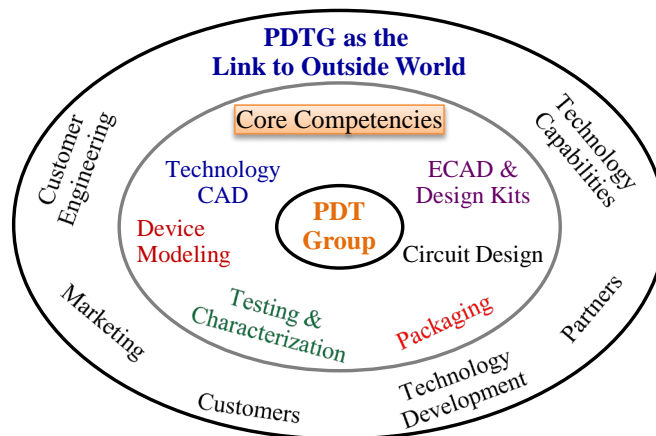 PDTG as the
Link to Outside World
Core Competencies
Customer
Engineering
Technology
Capabilities
Technology
CAD
ECAD &
Design Kits
PDT
Group
Device
Modeling
Circuit Design
Testing &
Characterization
Packaging
Marketing
Partners
Customers
Technology
Development